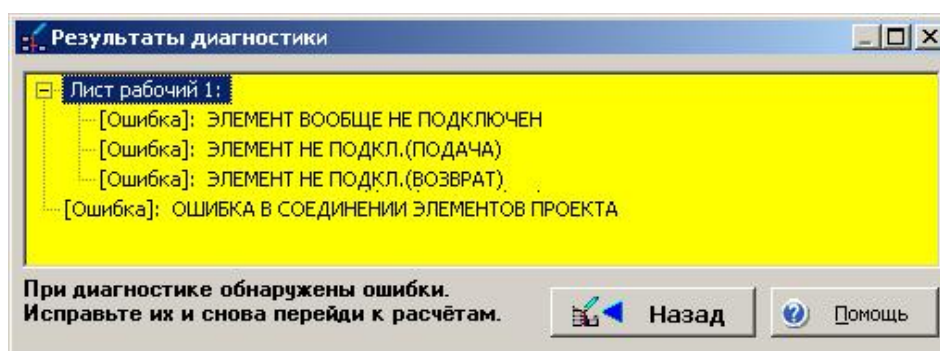 Результаты диагностики
Лист рабочий 1:
[Ошибка]: ЭЛЕМЕНТ ВООБЩЕ НЕ ПОДКЛЮЧЕН
[Ошибка]: ЭЛЕМЕНТ НЕ ПОДКЛ.(ПОДАЧА)
[Ошибка]: ЭЛЕМЕНТ НЕ ПОДКЛ.(ВОЗВРАТ)
[Ошибка]: ОШИБКА В СОЕДИНЕНИИ ЭЛЕМЕНТОВ ПРОЕКТА
При диагностике обнаружены ошибки.
Исправьте их и снова перейди к расчётам.
Назад
Помощь